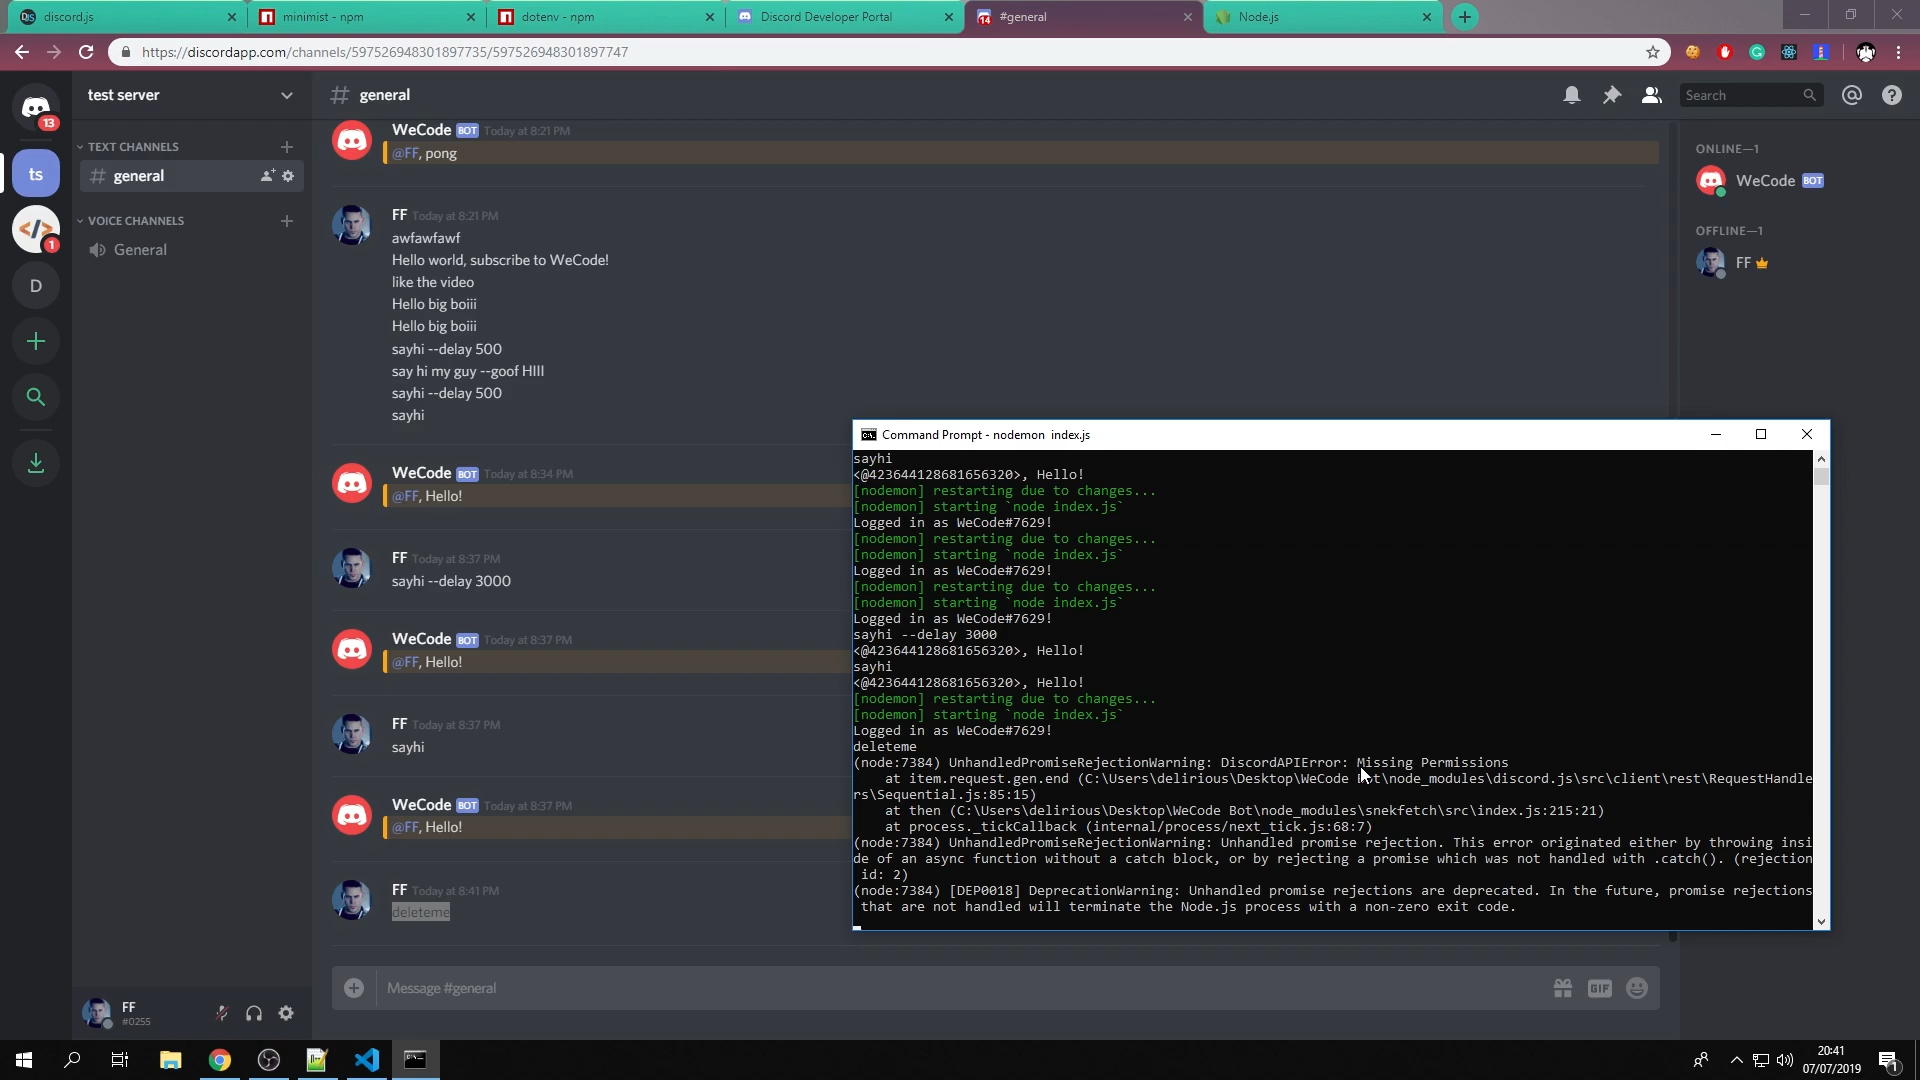 discord.js
minimist - npm
dotenv - npm
Discord Developer Portal
#general
Node.js
https://discordapp.com/channels/597526948301897735/597526948301897747
test server
general
Search
13
TEXT CHANNELS
general
VOICE CHANNELS
General
ts
1
D
WeCode BOT Today at 8:21 PM
@FF, pong
FF Today at 8:21 PM
awfawfawf
Hello world, subscribe to WeCode!
like the video
Hello big boiii
Hello big boiii
sayhi --delay 500
say hi my guy --goof HIII
sayhi --delay 500
sayhi
WeCode BOT Today at 8:34 PM
@FF, Hello!
FF Today at 8:37 PM
sayhi --delay 3000
WeCode BOT Today at 8:37 PM
@FF, Hello!
FF Today at 8:37 PM
sayhi
WeCode BOT Today at 8:37 PM
@FF, Hello!
FF Today at 8:41 PM
deleteme
Message #general
GIF
ONLINE—1
WeCode BOT
OFFLINE—1
FF
Command Prompt - nodemon index.js
sayhi
<@423644128681656320>, Hello!
[nodemon] restarting due to changes...
[nodemon] starting `node index.js`
Logged in as WeCode#7629!
[nodemon] restarting due to changes...
[nodemon] starting `node index.js`
Logged in as WeCode#7629!
[nodemon] restarting due to changes...
[nodemon] starting `node index.js`
Logged in as WeCode#7629!
sayhi --delay 3000
<@423644128681656320>, Hello!
sayhi
<@423644128681656320>, Hello!
[nodemon] restarting due to changes...
[nodemon] starting `node index.js`
Logged in as WeCode#7629!
deleteme
(node:7384) UnhandledPromiseRejectionWarning: DiscordAPIError: Missing Permissions
at item.request.gen.end (C:\Users\delirious\Desktop\WeCode Bot\node_modules\discord.js\src\client\rest\RequestHandle
rs\Sequential.js:85:15)
at then (C:\Users\delirious\Desktop\WeCode Bot\node_modules\snekfetch\src\index.js:215:21)
at process._tickCallback (internal/process/next_tick.js:68:7)
(node:7384) UnhandledPromiseRejectionWarning: Unhandled promise rejection. This error originated either by throwing insi
de of an async function without a catch block, or by rejecting a promise which was not handled with .catch(). (rejection
id: 2)
(node:7384) [DEP0018] DeprecationWarning: Unhandled promise rejections are deprecated. In the future, promise rejections
that are not handled will terminate the Node.js process with a non-zero exit code.
FF
#0255
20:41
07/07/2019
1